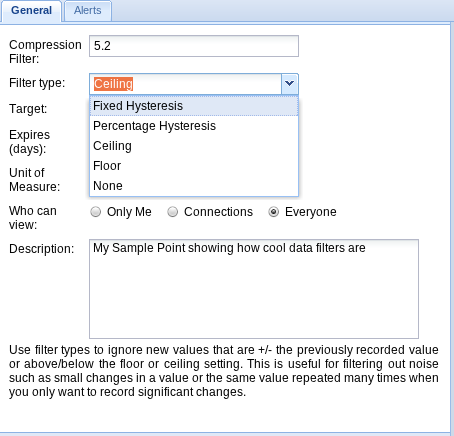 General Alerts
Compression
Filter:
5.2
Filter type: Ceiling
Fixed Hysteresis
Percentage Hysteresis
Ceiling
Floor
None
Target:
Expires
(days):
Unit of
Measure:
Who can
view:
Only Me Connections Everyone
Description: My Sample Point showing how cool data filters are
Use filter types to ignore new values that are +/- the previously recorded value
or above/below the floor or ceiling setting. This is useful for filtering out noise
such as small changes in a value or the same value repeated many times when
you only want to record significant changes.